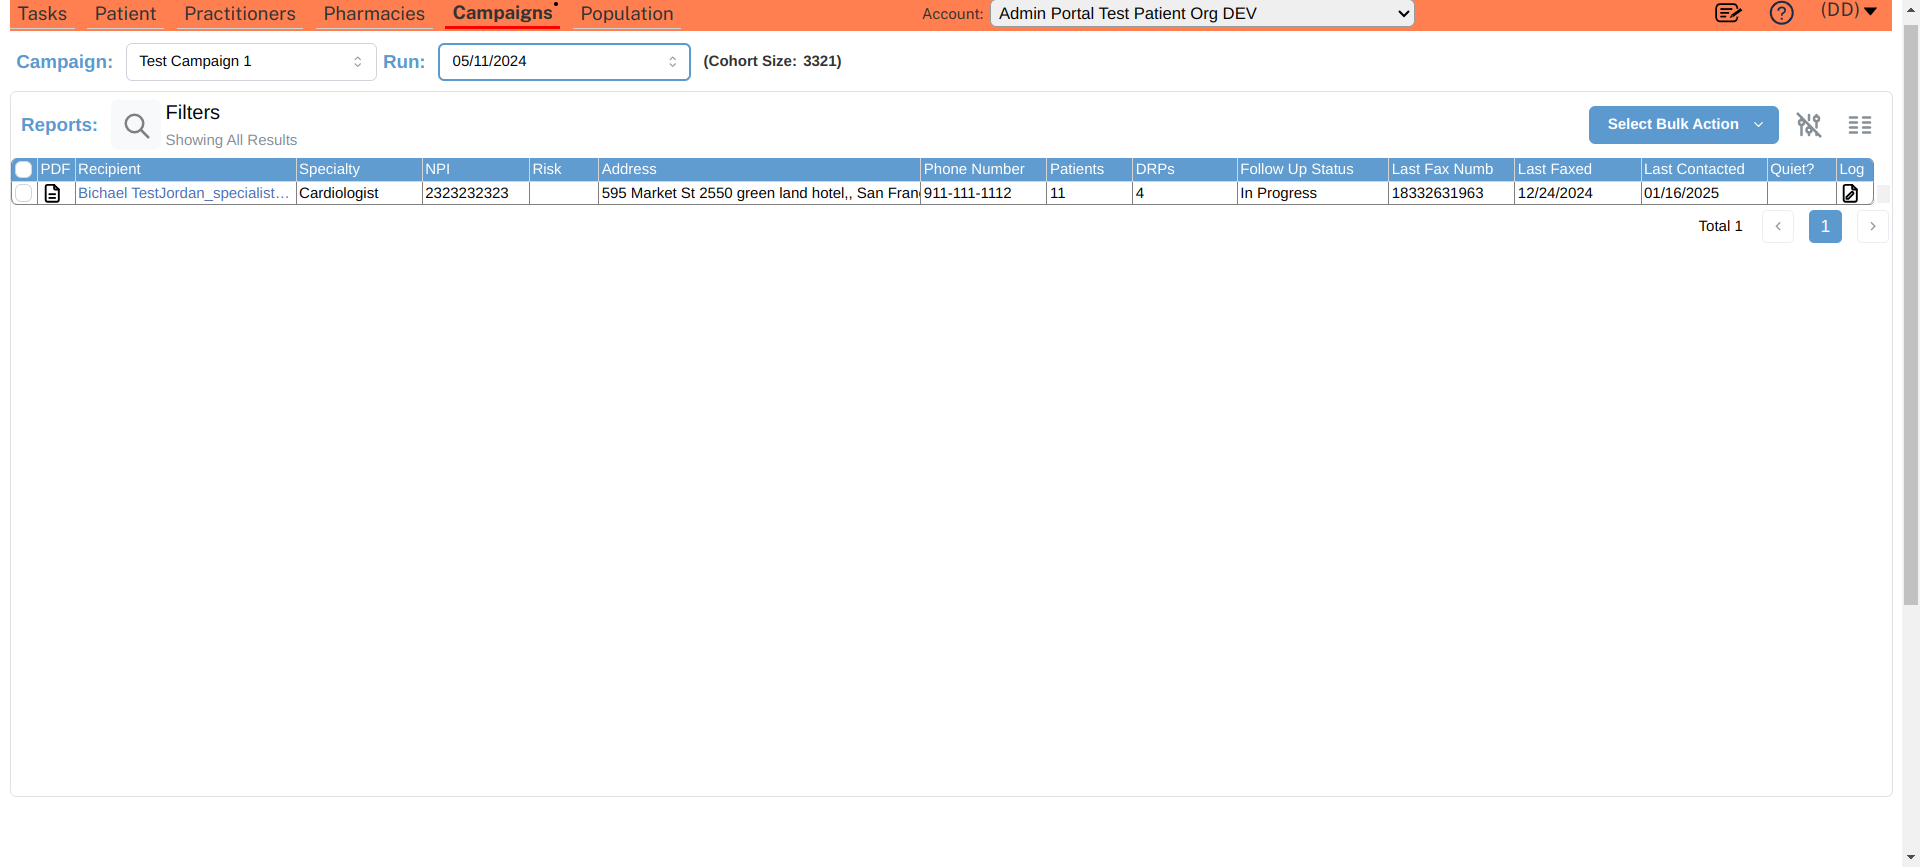 Tasks Patient Practitioners Pharmacies Campaigns Population Account: Admin Portal Test Patient Org DEV (DD)
Campaign: Test Campaign 1 Run: 05/11/2024 (Cohort Size: 3321)
Reports: Filters
Showing All Results
Select Bulk Action
PDF Recipient Specialty NPI Risk Address Phone Number Patients DRPs Follow Up Status Last Fax Numb Last Faxed Last Contacted Quiet? Log
Bichael TestJordan_specialist... Cardiologist 2323232323 595 Market St 2550 green land hotel,, San Fran 911-111-1112 11 4 In Progress 18332631963 12/24/2024 01/16/2025
Total 1 < 1 >